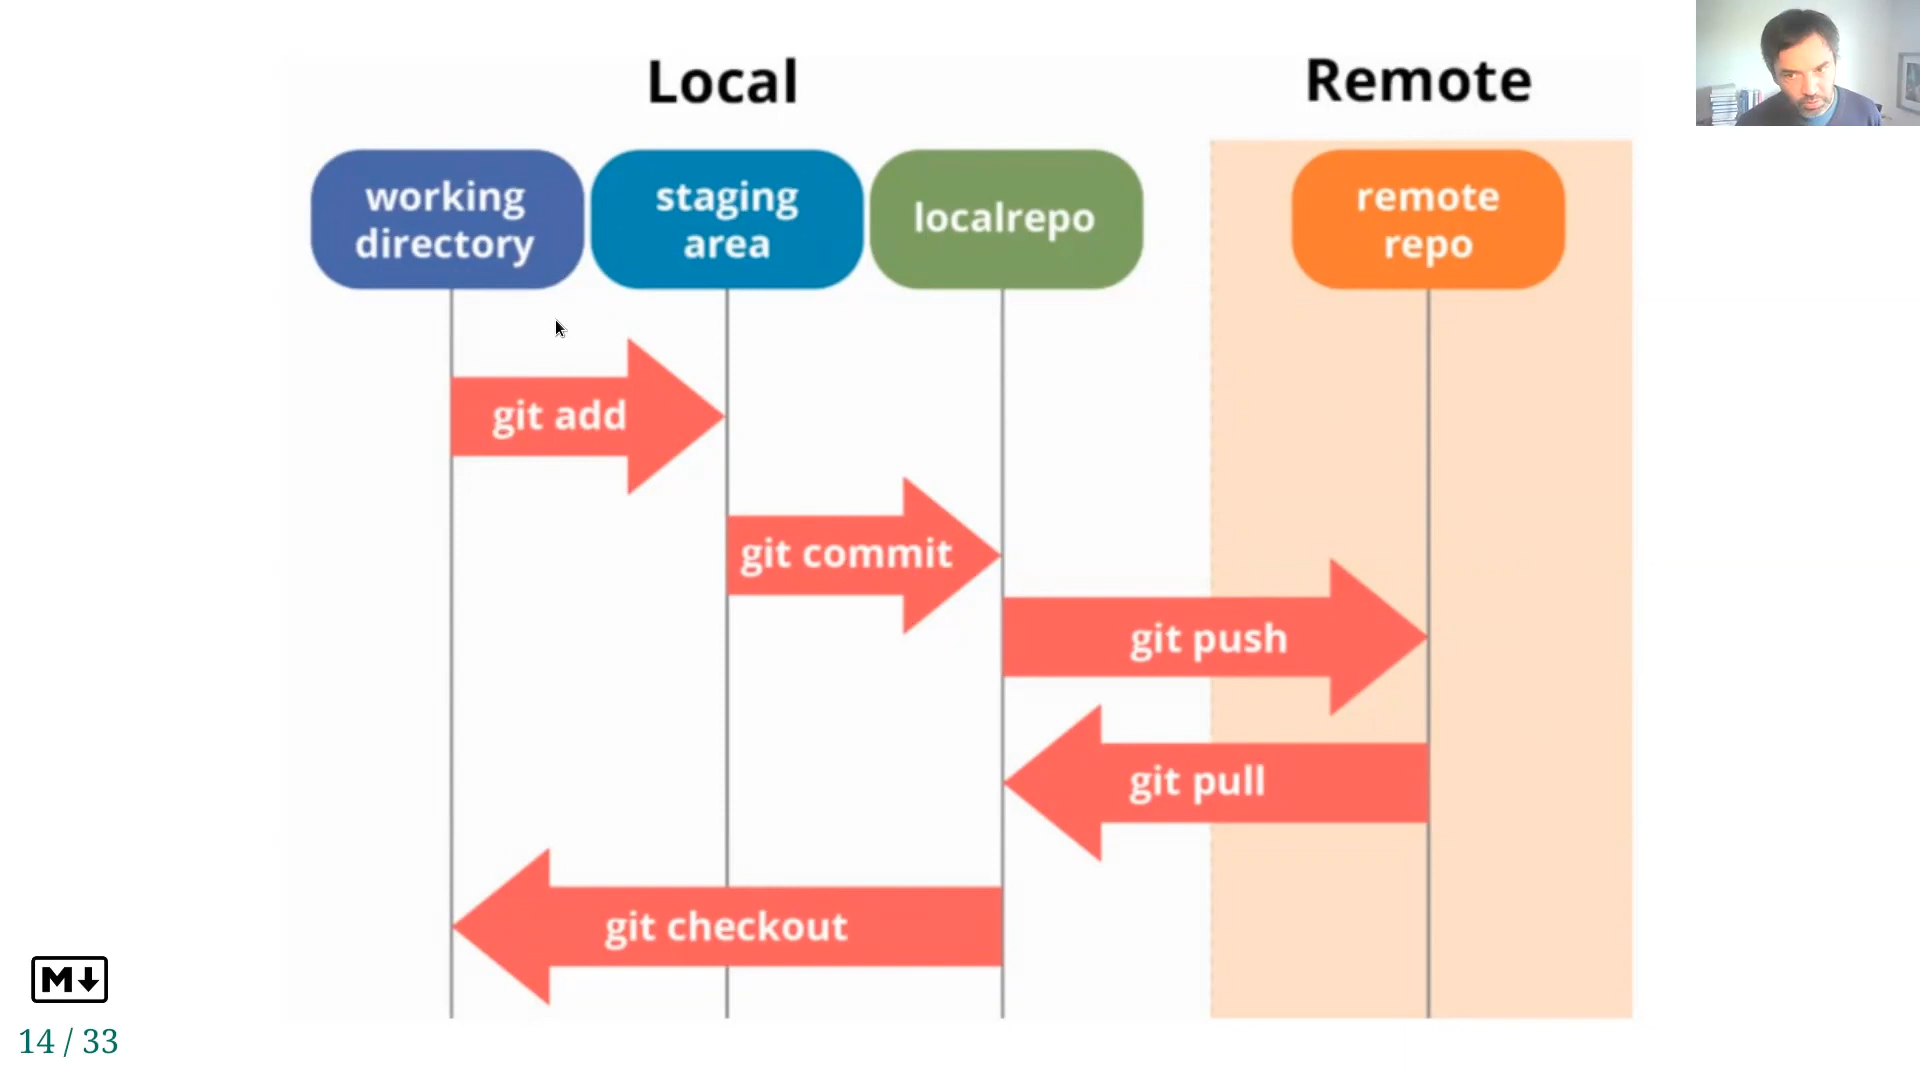 Local
Remote
working
directory
staging
area
localrepo
remote
repo
git add
git commit
git push
git pull
git checkout
M
14 / 33